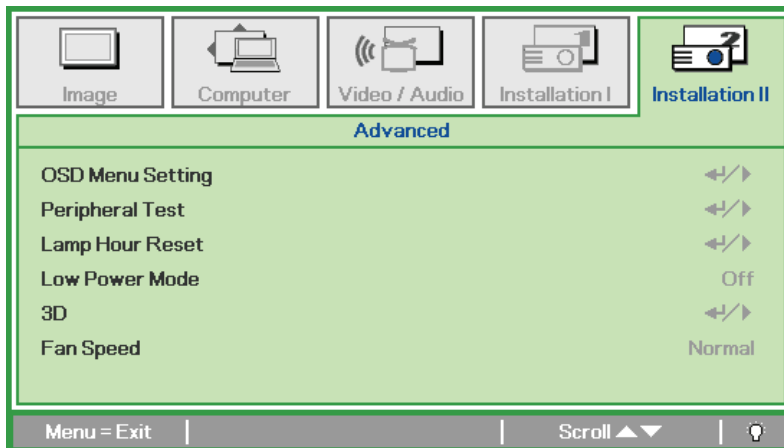 Image Computer Video / Audio Installation I Installation II
Advanced
OSD Menu Setting
Peripheral Test
Lamp Hour Reset
Low Power Mode Off
3D
Fan Speed Normal
Menu = Exit Scroll ▲▼